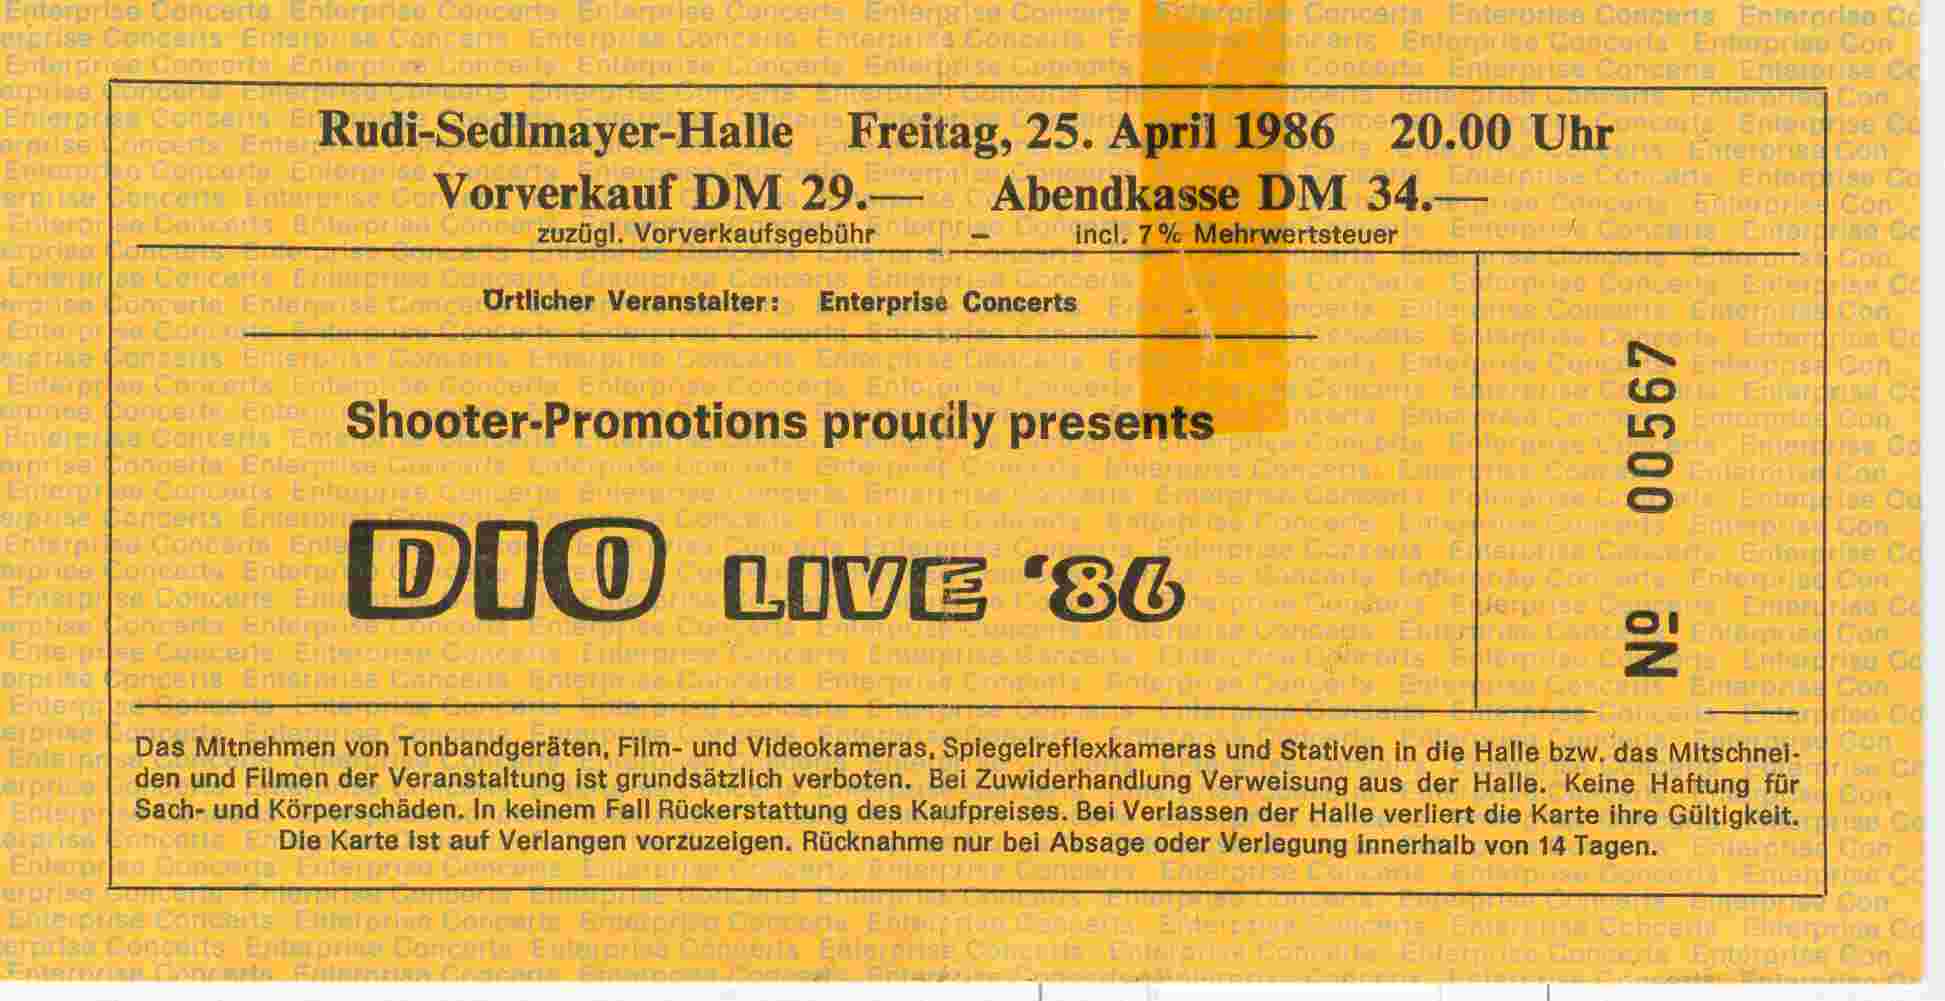 Rudi-Sedlmayer-Halle Freitag, 25. April 1986 20.00 Uhr
Vorverkauf DM 29.— Abendkasse DM 34.—
zuzügl. Vorverkaufsgebühr – incl. 7% Mehrwertsteuer
Örtlicher Veranstalter: Enterprise Concerts
Shooter-Promotions proudly presents
DIO LIVE '86
Nº 00567
Das Mitnehmen von Tonbandgeräten, Film- und Videokameras, Spiegelreflexkameras und Stativen in die Halle bzw. das Mitschnei-
den und Filmen der Veranstaltung ist grundsätzlich verboten. Bei Zuwiderhandlung Verweisung aus der Halle. Keine Haftung für
Sach- und Körperschäden. In keinem Fall Rückerstattung des Kaufpreises. Bei Verlassen der Halle verliert die Karte ihre Gültigkeit.
Die Karte ist auf Verlangen vorzuzeigen. Rücknahme nur bei Absage oder Verlegung innerhalb von 14 Tagen.